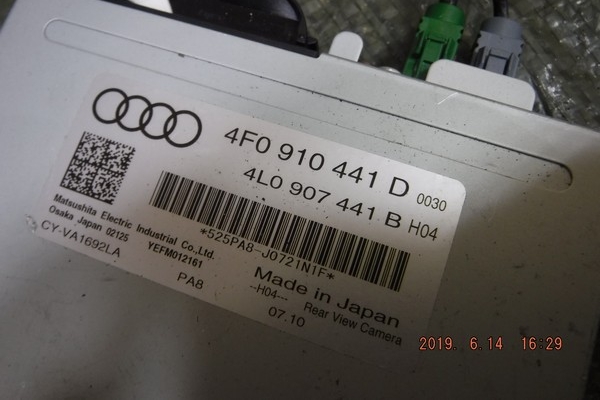 4F0 910 441 D 0030
4L0 907 441 B H04
*525PA8-J0721N1F*
Matsushita Electric Industrial Co.,Ltd.
Osaka Japan 02125 YEFM012161
CY-VA1692LA
PA8
Made in Japan
--H04--- Rear View Camera
07.10
2019. 6.14 16:29